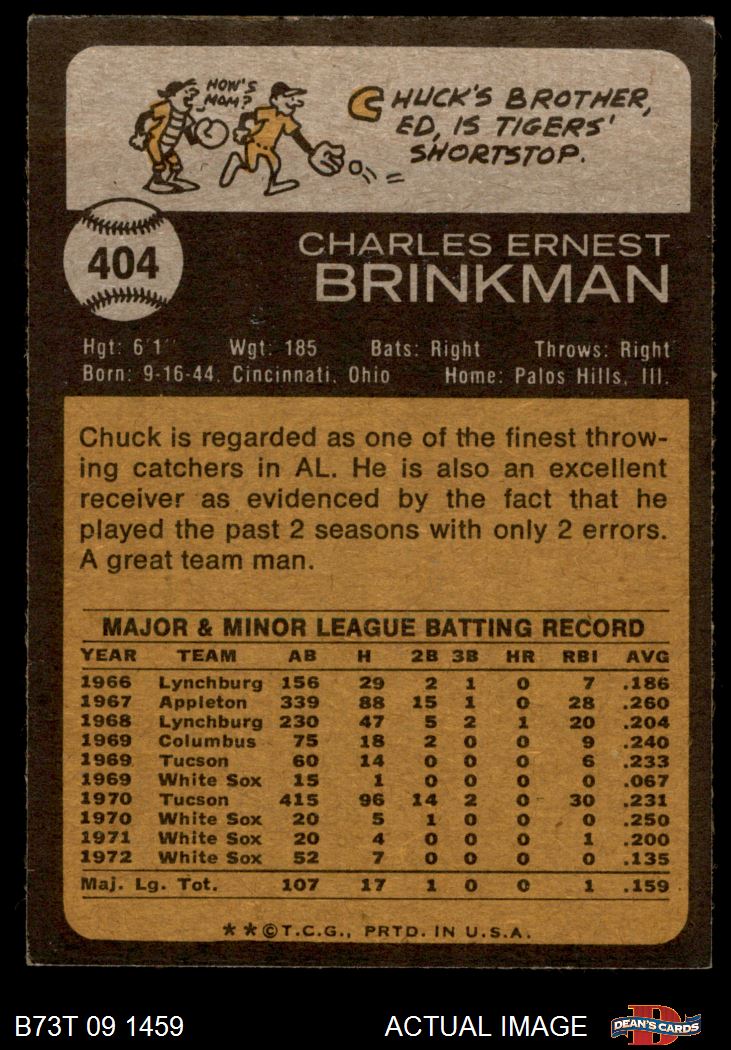 HOW'S
MOM?
CHUCK'S BROTHER,
ED, IS TIGERS'
SHORTSTOP.
404
CHARLES ERNEST
BRINKMAN
Hgt: 6'1" Wgt: 185 Bats: Right Throws: Right
Born: 9-16-44, Cincinnati, Ohio Home: Palos Hills, Ill.
Chuck is regarded as one of the finest throw-
ing catchers in AL. He is also an excellent
receiver as evidenced by the fact that he
played the past 2 seasons with only 2 errors.
A great team man.
MAJOR & MINOR LEAGUE BATTING RECORD
YEAR TEAM AB H 2B 3B HR RBI AVG
1966 Lynchburg 156 29 2 1 0 7 .186
1967 Appleton 339 88 15 1 0 28 .260
1968 Lynchburg 230 47 5 2 1 20 .204
1969 Columbus 75 18 2 0 0 9 .240
1969 Tucson 60 14 0 0 0 6 .233
1969 White Sox 15 1 0 0 0 0 .067
1970 Tucson 415 96 14 2 0 30 .231
1970 White Sox 20 5 1 0 0 0 .250
1971 White Sox 20 4 0 0 0 1 .200
1972 White Sox 52 7 0 0 0 0 .135
Maj. Lg. Tot. 107 17 1 0 0 1 .159
**©T.C.G., PRTD. IN U.S.A.
B73T 09 1459 ACTUAL IMAGE DEAN'S CARDS